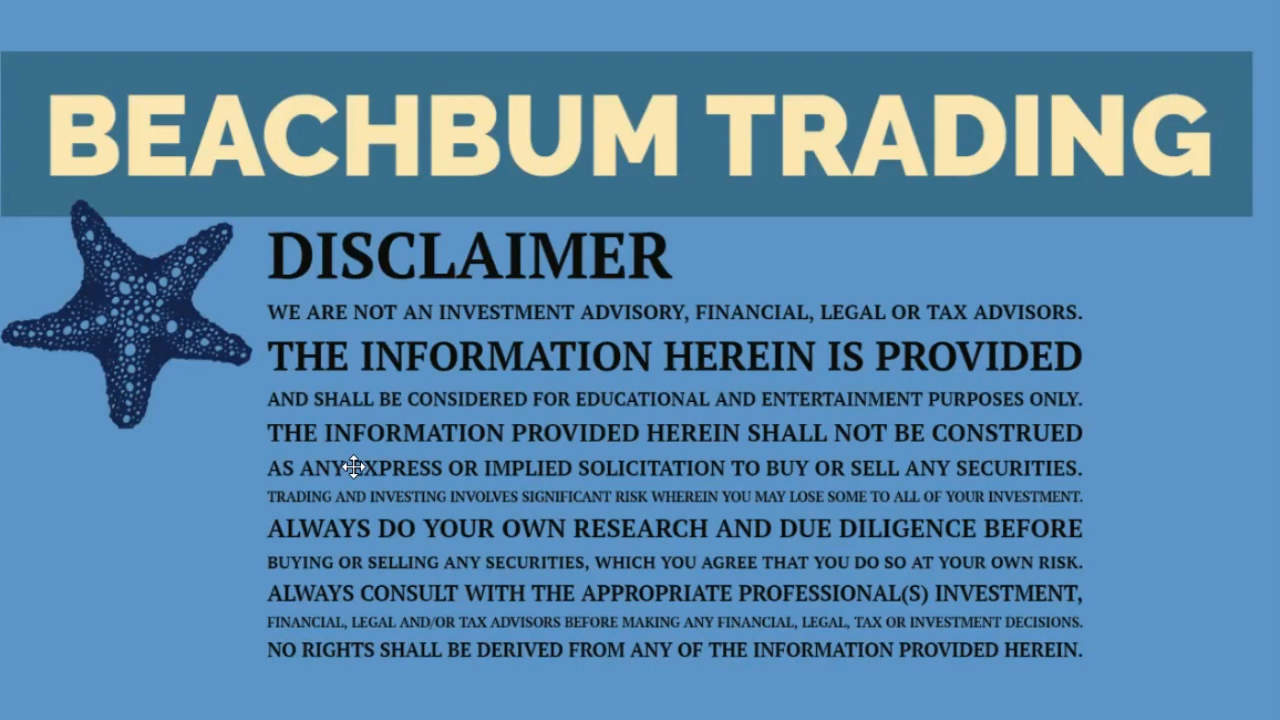 BEACHBUM TRADING
DISCLAIMER
WE ARE NOT AN INVESTMENT ADVISORY, FINANCIAL, LEGAL OR TAX ADVISORS.
THE INFORMATION HEREIN IS PROVIDED
AND SHALL BE CONSIDERED FOR EDUCATIONAL AND ENTERTAINMENT PURPOSES ONLY.
THE INFORMATION PROVIDED HEREIN SHALL NOT BE CONSTRUED
AS ANY EXPRESS OR IMPLIED SOLICITATION TO BUY OR SELL ANY SECURITIES.
TRADING AND INVESTING INVOLVES SIGNIFICANT RISK WHEREIN YOU MAY LOSE SOME TO ALL OF YOUR INVESTMENT.
ALWAYS DO YOUR OWN RESEARCH AND DUE DILIGENCE BEFORE
BUYING OR SELLING ANY SECURITIES, WHICH YOU AGREE THAT YOU DO SO AT YOUR OWN RISK.
ALWAYS CONSULT WITH THE APPROPRIATE PROFESSIONAL(S) INVESTMENT,
FINANCIAL, LEGAL AND/OR TAX ADVISORS BEFORE MAKING ANY FINANCIAL, LEGAL, TAX OR INVESTMENT DECISIONS.
NO RIGHTS SHALL BE DERIVED FROM ANY OF THE INFORMATION PROVIDED HEREIN.